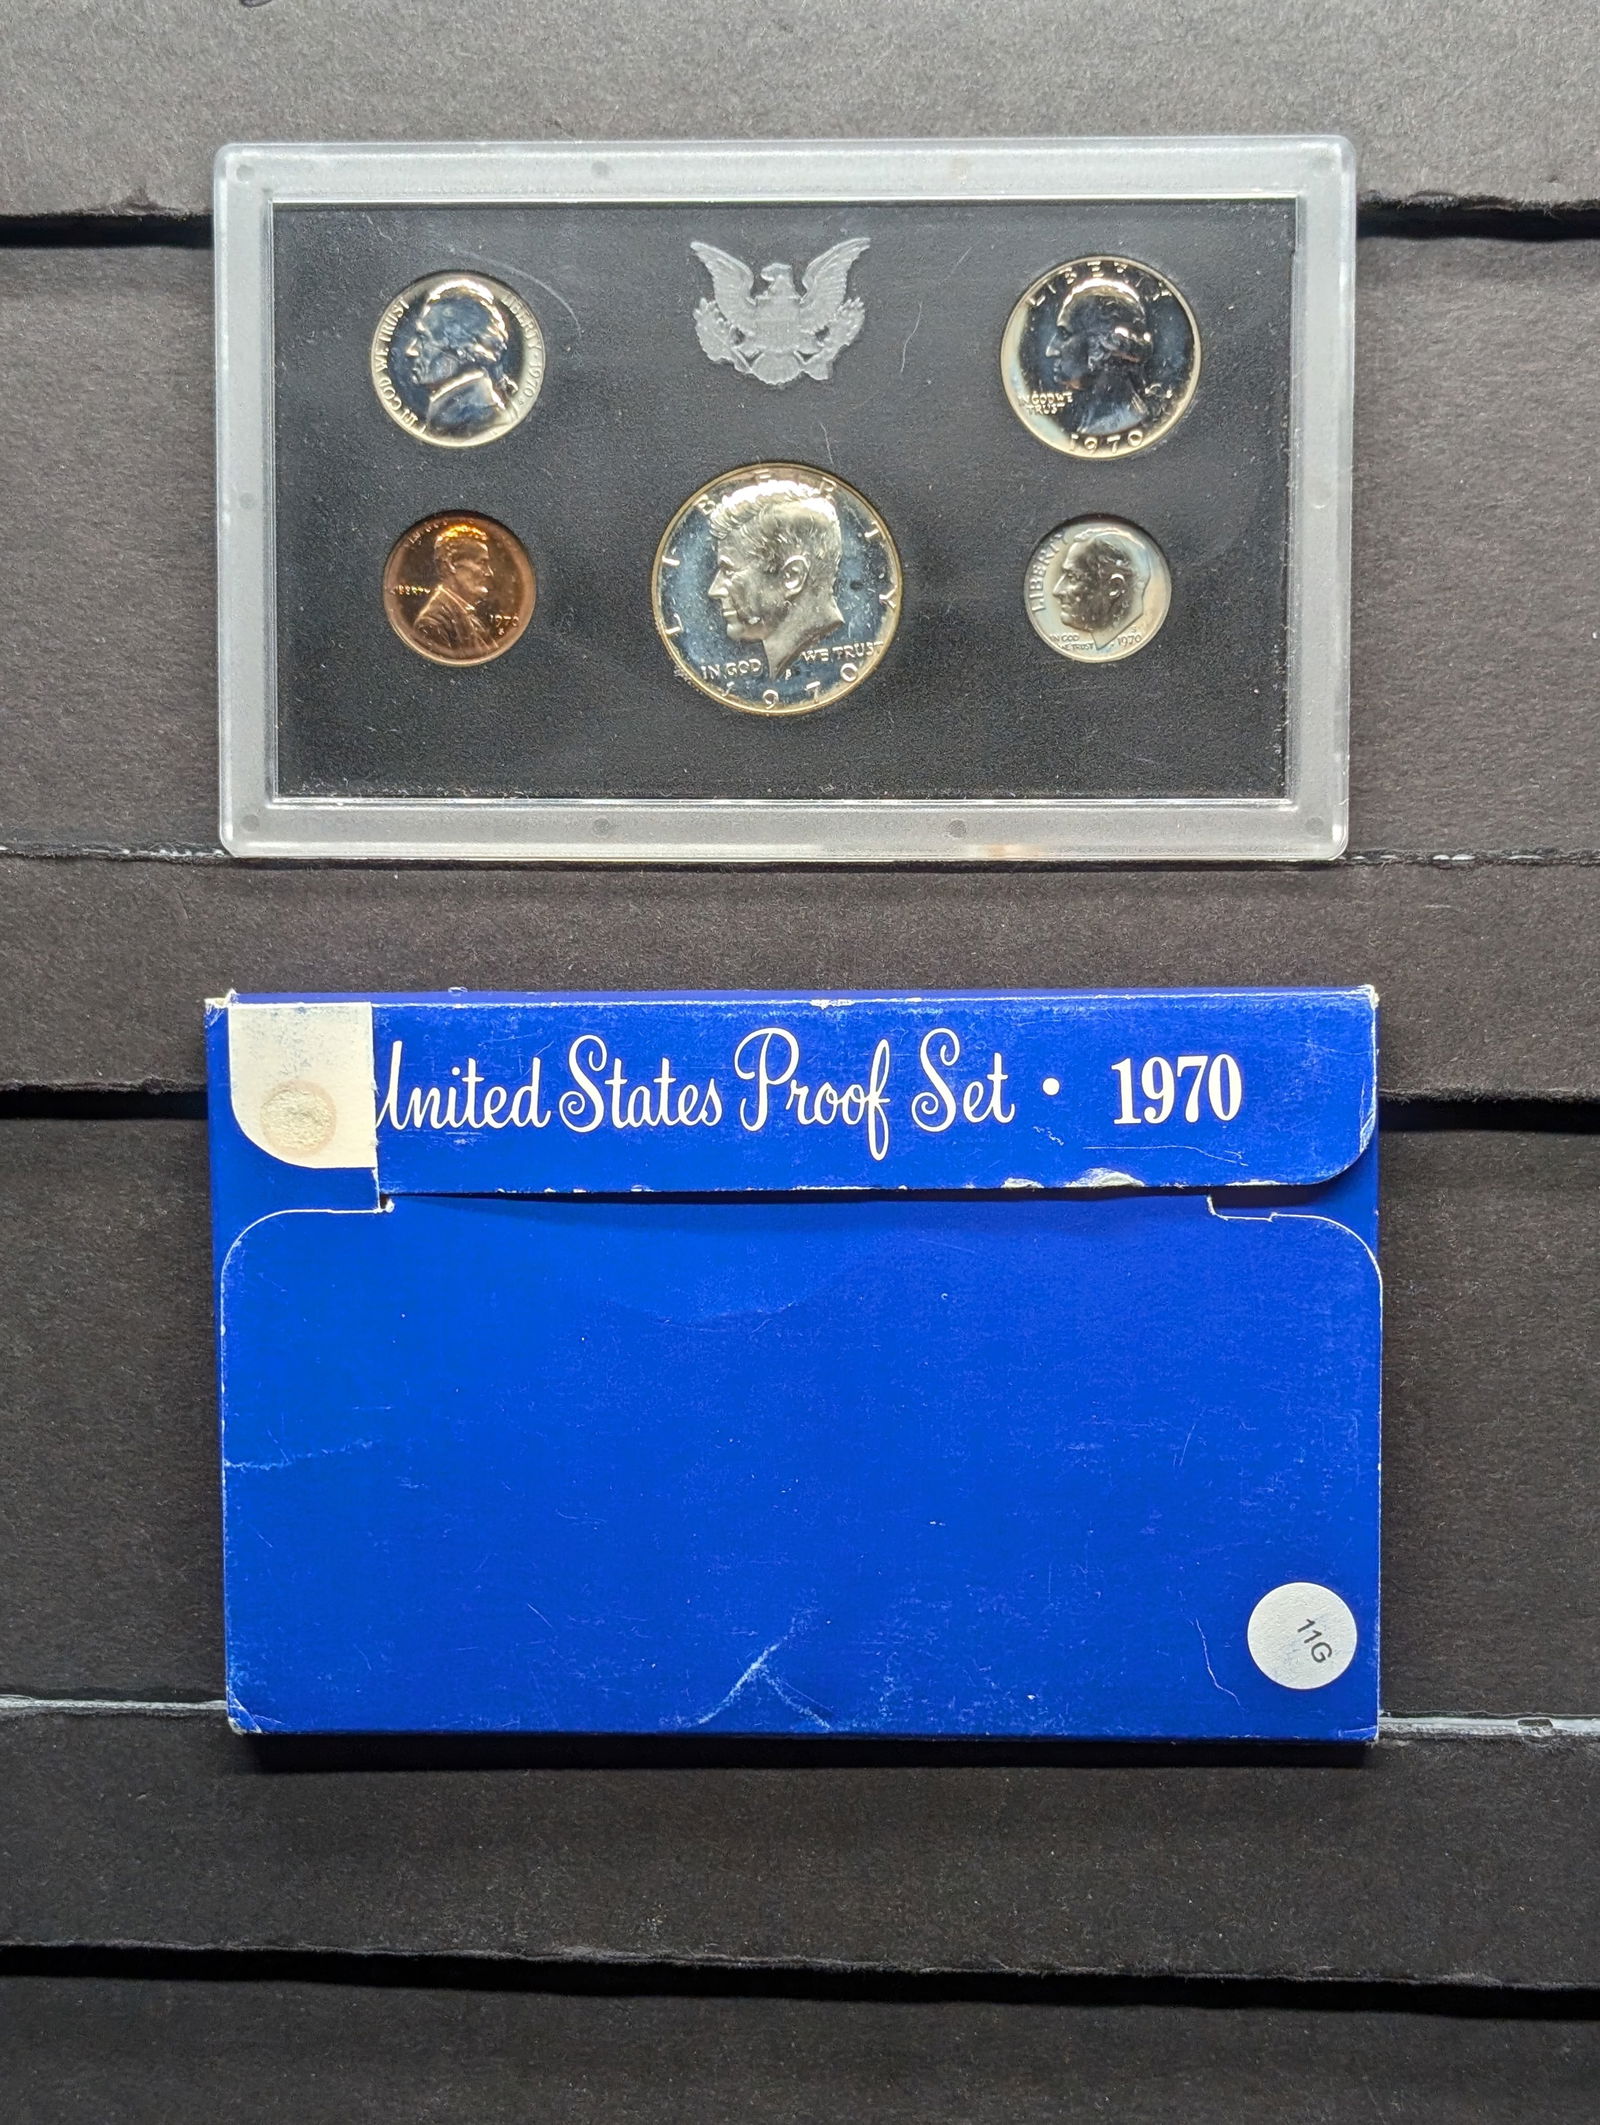 IN GOD WE TRUST
LIBERTY · 1970 S
LIBERTY
IN GOD WE
TRUST
1970
LIBERTY
1970
S
LIBERTY
IN GOD WE TRUST
1970
LIBERTY
IN GOD
WE TRUST
1970
United States Proof Set • 1970
11G